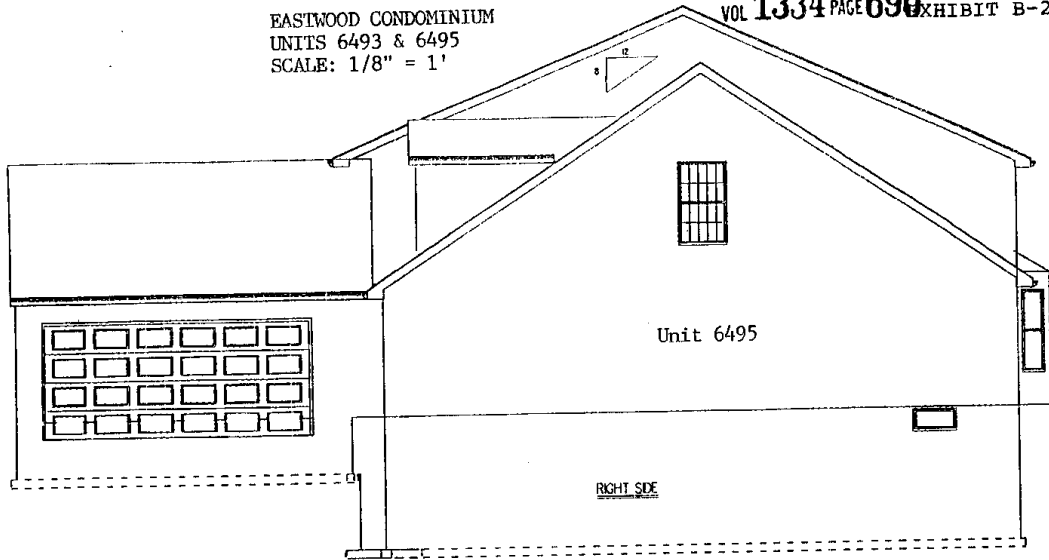 EASTWOOD CONDOMINIUM
UNITS 6493 & 6495
SCALE: 1/8" = 1'
VOL 1334 PAGE 690 EXHIBIT B-2
12
8
Unit 6495
RIGHT SIDE